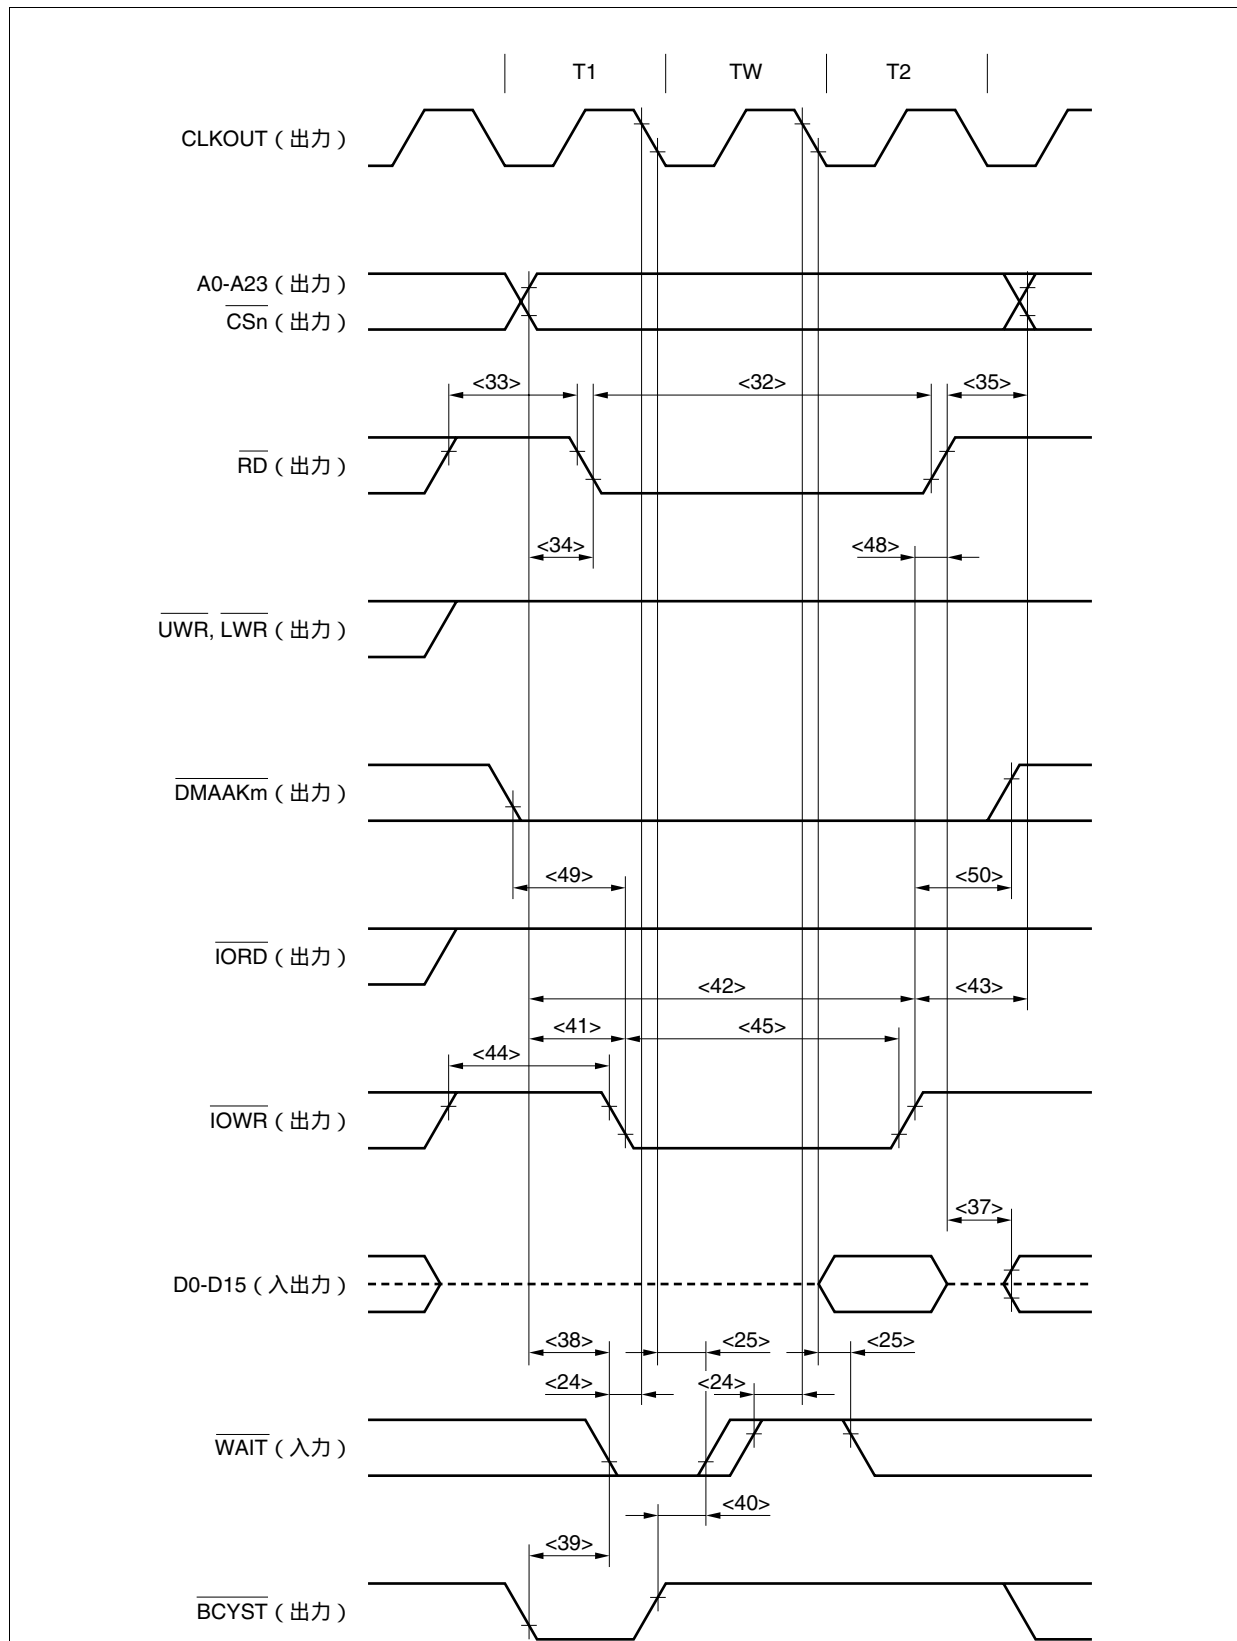 T1 TW T2
CLKOUT（出力）
A0-A23（出力）
CSn（出力）
<33> <32> <35>
RD（出力）
<34> <48>
UWR, LWR（出力）
DMAAKm（出力）
<49> <50>
IORD（出力）
<42> <43>
<41> <45>
<44>
IOWR（出力）
<37>
D0-D15（入出力）
<38> <25> <25>
<24> <24>
WAIT（入力）
<40>
<39>
BCYST（出力）